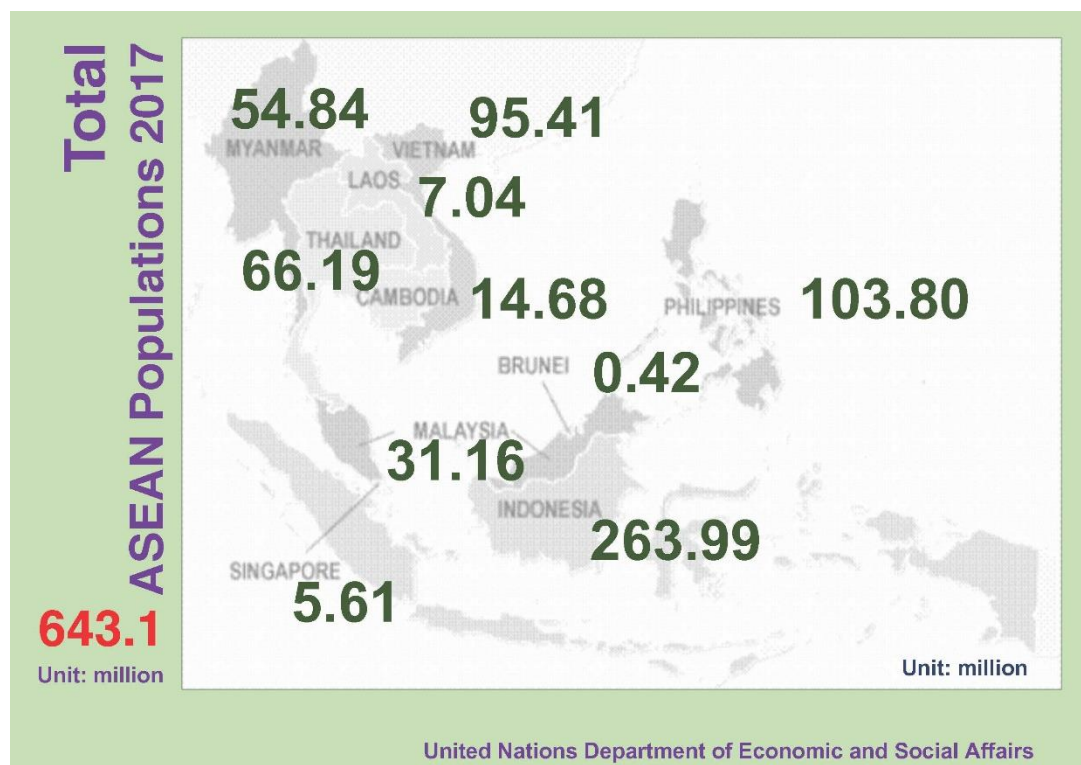 Total
ASEAN Populations 2017
643.1
Unit: million
54.84
MYANMAR
95.41
VIETNAM
LAOS
7.04
THAILAND
66.19
CAMBODIA
14.68
PHILIPPINES
103.80
BRUNEI
0.42
MALAYSIA
31.16
INDONESIA
263.99
SINGAPORE
5.61
Unit: million
United Nations Department of Economic and Social Affairs